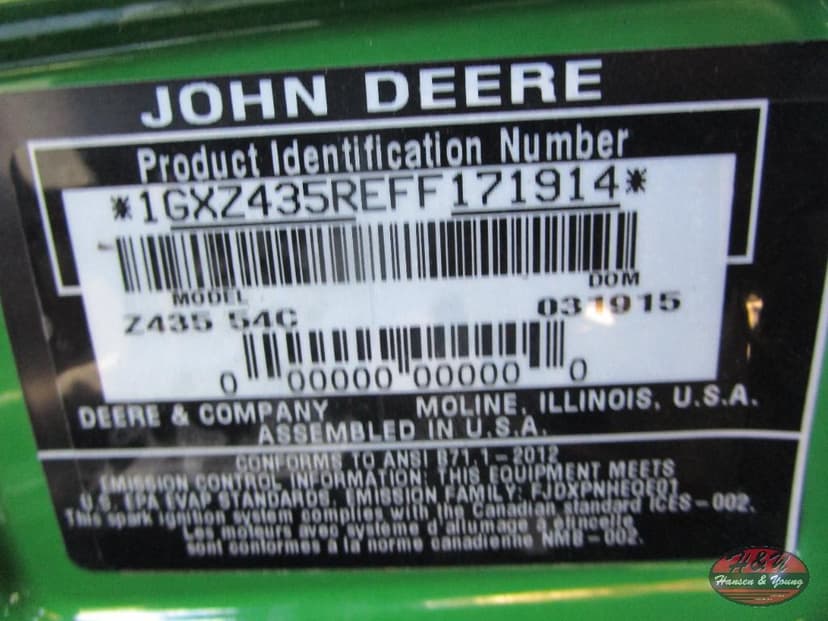 JOHN DEERE
Product Identification Number
*1GXZ435REFF171914*
MODEL DOM
Z435 54C 031915
0 00000 00000 0
DEERE & COMPANY MOLINE, ILLINOIS, U.S.A.
ASSEMBLED IN U.S.A.
CONFORMS TO ANSI B71.1-2012
EMISSION CONTROL INFORMATION: THIS EQUIPMENT MEETS
U.S. EPA EVAP STANDARDS. EMISSION FAMILY: FJDXPNHEQEQ1
This spark ignition system complies with the Canadian standard ICES-002.
Les moteurs avec système d'allumage à étincelle
sont conformes à la norme canadienne NMB-002.
H&Y
Hansen & Young